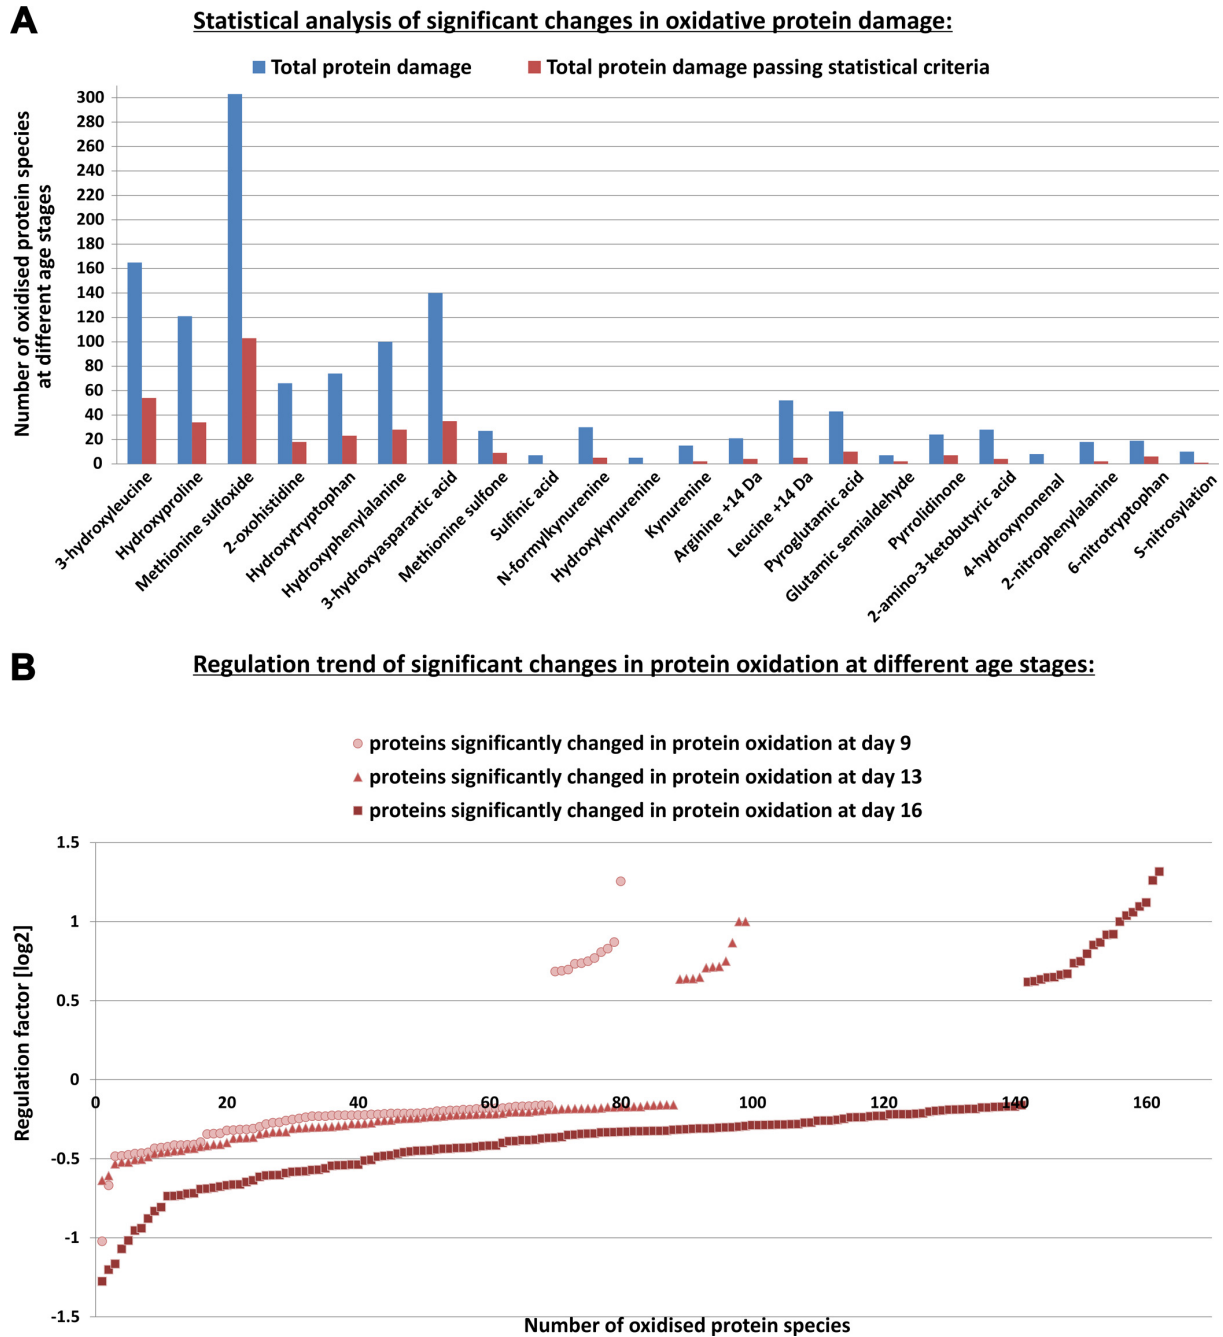 A
Statistical analysis of significant changes in oxidative protein damage:
Total protein damage
Total protein damage passing statistical criteria
Number of oxidised protein species
at different age stages
300
280
260
240
220
200
180
160
140
120
100
80
60
40
20
0
3-hydroxyleucine
Hydroxyproline
Methionine sulfoxide
2-oxohistidine
Hydroxytryptophan
Hydroxyphenylalanine
3-hydroxyasparartic acid
Methionine sulfone
Sulfinic acid
N-formylkynurenine
Hydroxykynurenine
Kynurenine
Arginine +14 Da
Leucine +14 Da
Pyroglutamic acid
Glutamic semialdehyde
Pyrrolidinone
2-amino-3-ketobutyric acid
4-hydroxynonenal
2-nitrophenylalanine
6-nitrotryptophan
S-nitrosylation
B
Regulation trend of significant changes in protein oxidation at different age stages:
proteins significantly changed in protein oxidation at day 9
proteins significantly changed in protein oxidation at day 13
proteins significantly changed in protein oxidation at day 16
Regulation factor [log2]
1.5
1
0.5
0
-0.5
-1
-1.5
0
20
40
60
80
100
120
140
160
Number of oxidised protein species